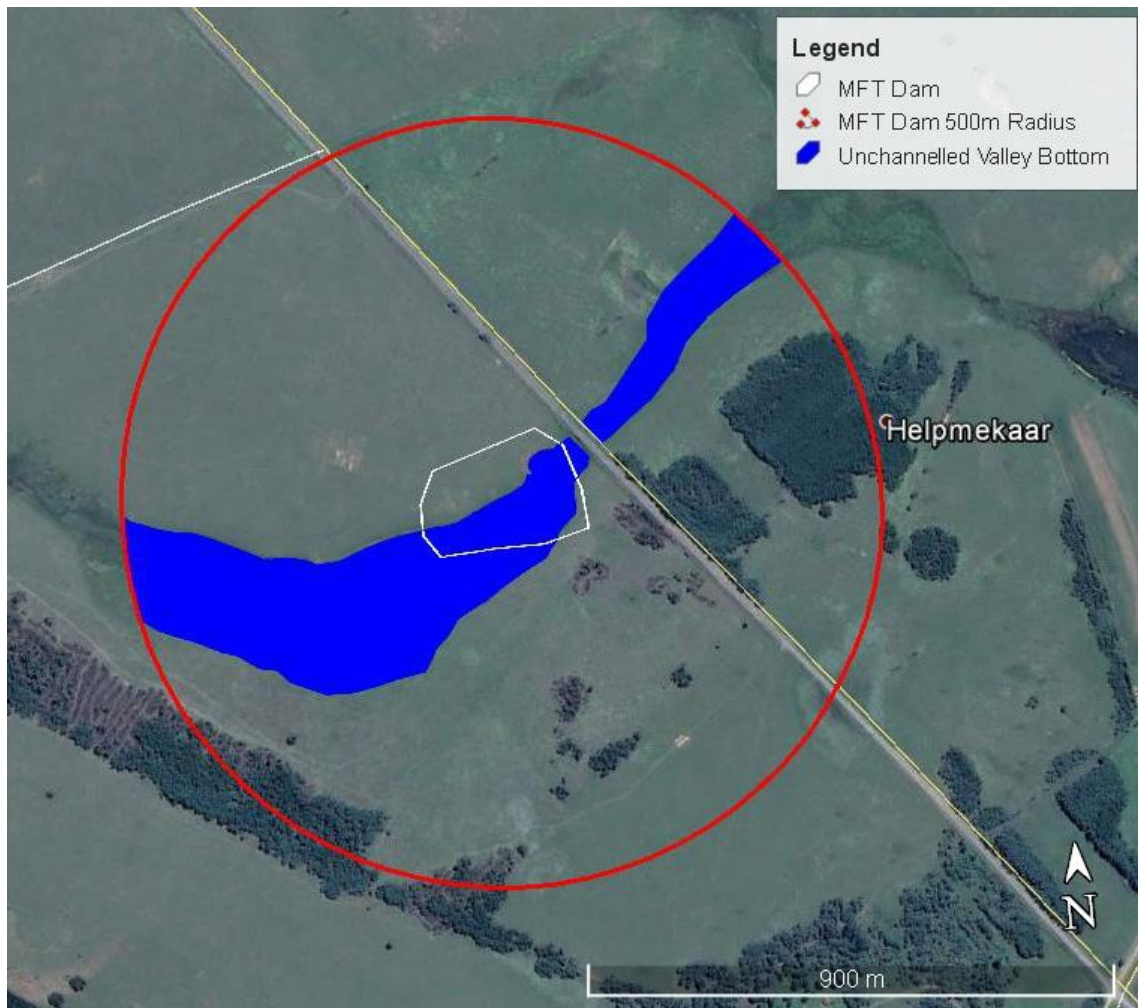 Legend
MFT Dam
MFT Dam 500m Radius
Unchannelled Valley Bottom
Helpmekaar
N
900 m